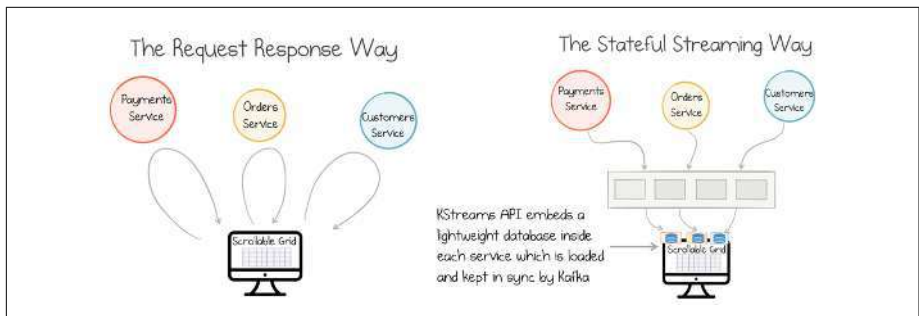 The Request Response Way
Payments
Service
Orders
Service
Customers
Service
Scrollable Grid
The Stateful Streaming Way
Payments
Service
Orders
Service
Customers
Service
KStreams API embeds a
lightweight database inside
each service which is loaded
and kept in sync by Kafka
Scrollable Grid